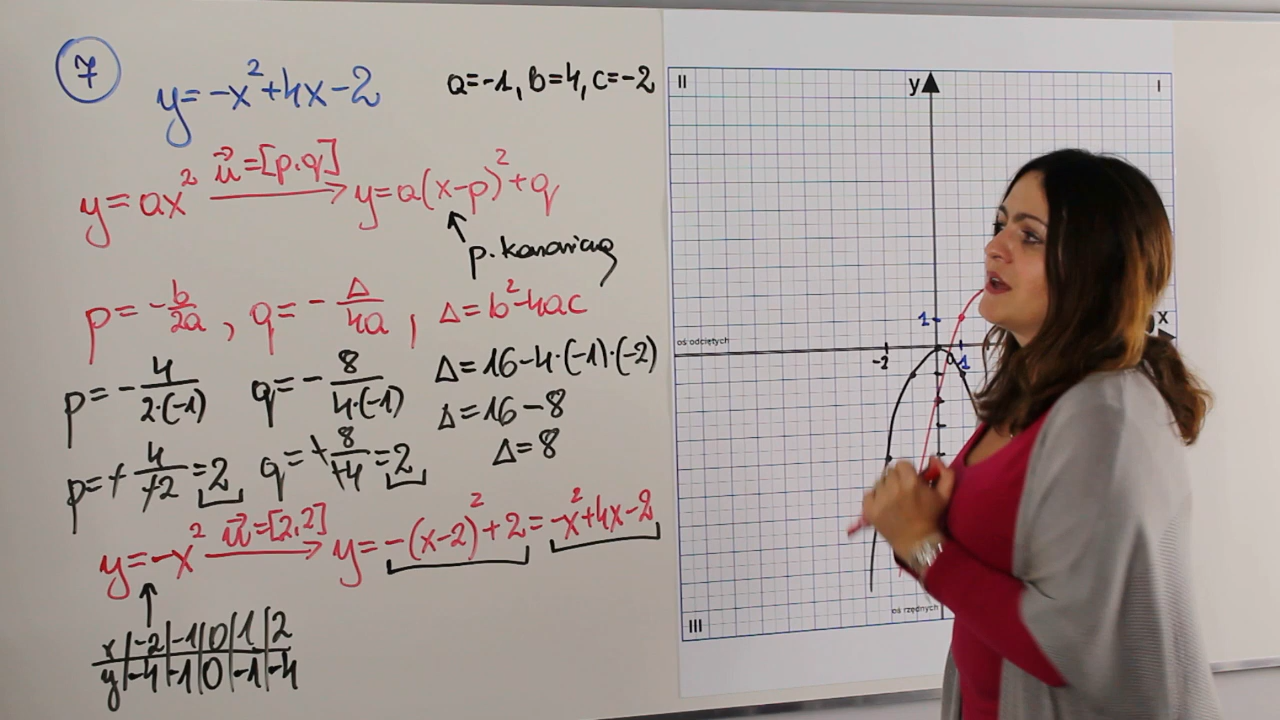 7
y=-x²+4x-2
a=-1, b=4, c=-2
y=ax² u⃗=[p,q] → y=a(x-p)²+q
p. kanoniczna
p=-b/2a, q=-Δ/4a, Δ=b²-4ac
p=-4/2·(-1) q=-8/4·(-1) Δ=16-4·(-1)·(-2)
Δ=16-8
p=+4/+2=2 q=+8/+4=2 Δ=8
y=-x² u⃗=[2,2] → y=-(x-2)²+2=-x²+4x-2
x|-2|-1|0|1|2
y|-4|-1|0|-1|-4
II y I
1 x
oś odciętych
-2 0 1
oś rzędnych
III